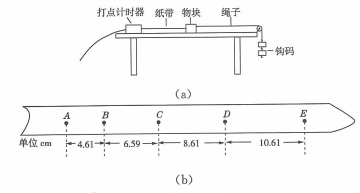 打点计时器 纸带 物块 绳子
钩码
(a)
A B C D E
单位 cm 4.61 6.59 8.61 10.61
(b)